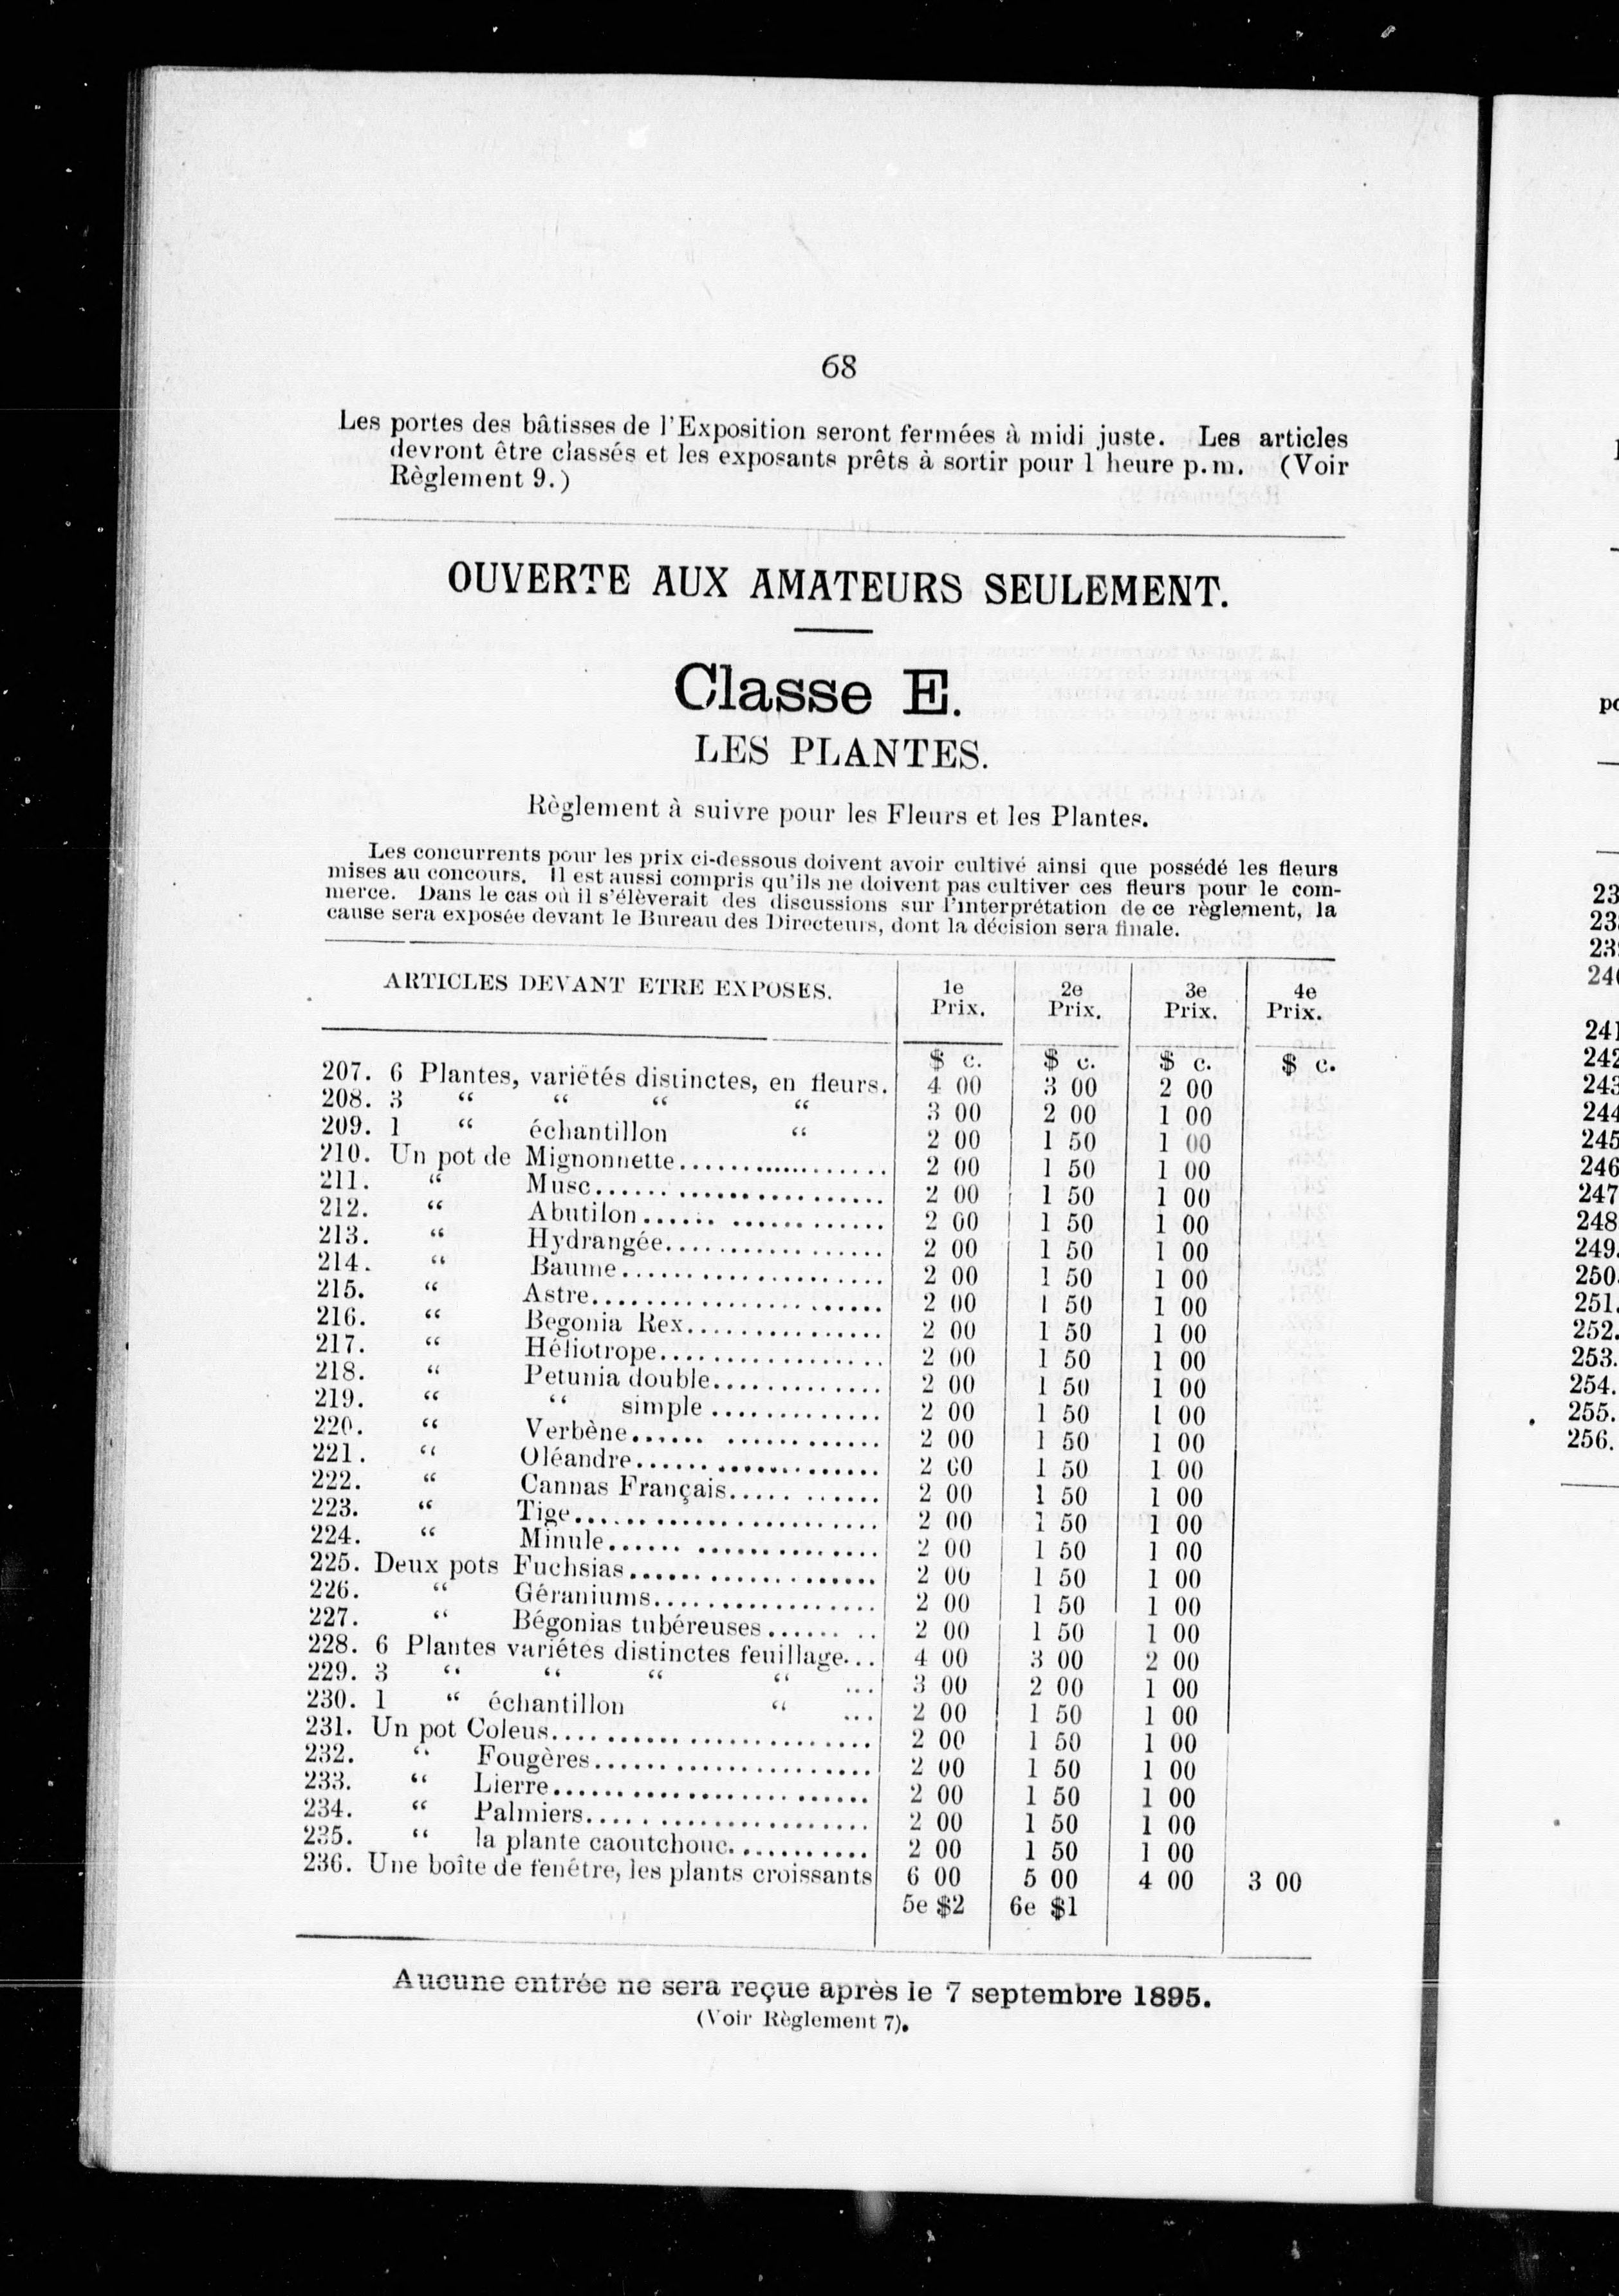 68
Les portes des bâtisses de l'Exposition seront fermées à midi juste. Les articles
devront être classés et les exposants prêts à sortir pour 1 heure p.m. (Voir
Règlement 9.)
OUVERTE AUX AMATEURS SEULEMENT.
Classe E.
LES PLANTES.
Règlement à suivre pour les Fleurs et les Plantes.
Les concurrents pour les prix ci-dessous doivent avoir cultivé ainsi que possédé les fleurs
mises au concours. Il est aussi compris qu'ils ne doivent pas cultiver ces fleurs pour le com-
merce. Dans le cas où il s'élèverait des discussions sur l'interprétation de ce règlement, la
cause sera exposée devant le Bureau des Directeurs, dont la décision sera finale.
ARTICLES DEVANT ETRE EXPOSES. 1e Prix. 2e Prix. 3e Prix. 4e Prix.
$ c. $ c. $ c. $ c.
207. 6 Plantes, variétés distinctes, en fleurs. 4 00 3 00 2 00
208. 3 “ “ “ “ 3 00 2 00 1 00
209. 1 “ échantillon “ 2 00 1 50 1 00
210. Un pot de Mignonnette........ 2 00 1 50 1 00
211. “ Musc........ 2 00 1 50 1 00
212. “ Abutilon........ 2 00 1 50 1 00
213. “ Hydrangée........ 2 00 1 50 1 00
214. “ Baume........ 2 00 1 50 1 00
215. “ Astre........ 2 00 1 50 1 00
216. “ Begonia Rex........ 2 00 1 50 1 00
217. “ Héliotrope........ 2 00 1 50 1 00
218. “ Petunia double........ 2 00 1 50 1 00
219. “ “ simple ........ 2 00 1 50 1 00
220. “ Verbène........ 2 00 1 50 1 00
221. “ Oléandre........ 2 00 1 50 1 00
222. “ Cannas Français........ 2 00 1 50 1 00
223. “ Tige........ 2 00 1 50 1 00
224. “ Minule........ 2 00 1 50 1 00
225. Deux pots Fuchsias........ 2 00 1 50 1 00
226. “ Géraniums........ 2 00 1 50 1 00
227. “ Bégonias tubéreuses........ 2 00 1 50 1 00
228. 6 Plantes variétés distinctes feuillage... 4 00 3 00 2 00
229. 3 “ “ “ “ ... 3 00 2 00 1 00
230. 1 “ échantillon “ ... 2 00 1 50 1 00
231. Un pot Coleus........ 2 00 1 50 1 00
232. “ Fougères........ 2 00 1 50 1 00
233. “ Lierre........ 2 00 1 50 1 00
234. “ Palmiers........ 2 00 1 50 1 00
235. “ la plante caoutchouc........ 2 00 1 50 1 00
236. Une boîte de fenêtre, les plants croissants 6 00 5 00 4 00 3 00
5e $2 6e $1
Aucune entrée ne sera reçue après le 7 septembre 1895.
(Voir Règlement 7).
po
241
242
243
244
245
246
247
248
249.
250.
251.
252.
253.
254.
255.
256.